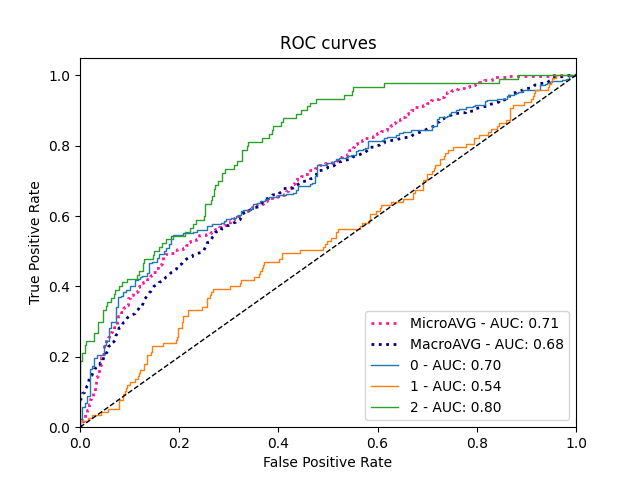 ROC curves
True Positive Rate
1.0
0.8
0.6
0.4
0.2
0.0
MicroAVG - AUC: 0.71
MacroAVG - AUC: 0.68
0 - AUC: 0.70
1 - AUC: 0.54
2 - AUC: 0.80
0.0 0.2 0.4 0.6 0.8 1.0
False Positive Rate